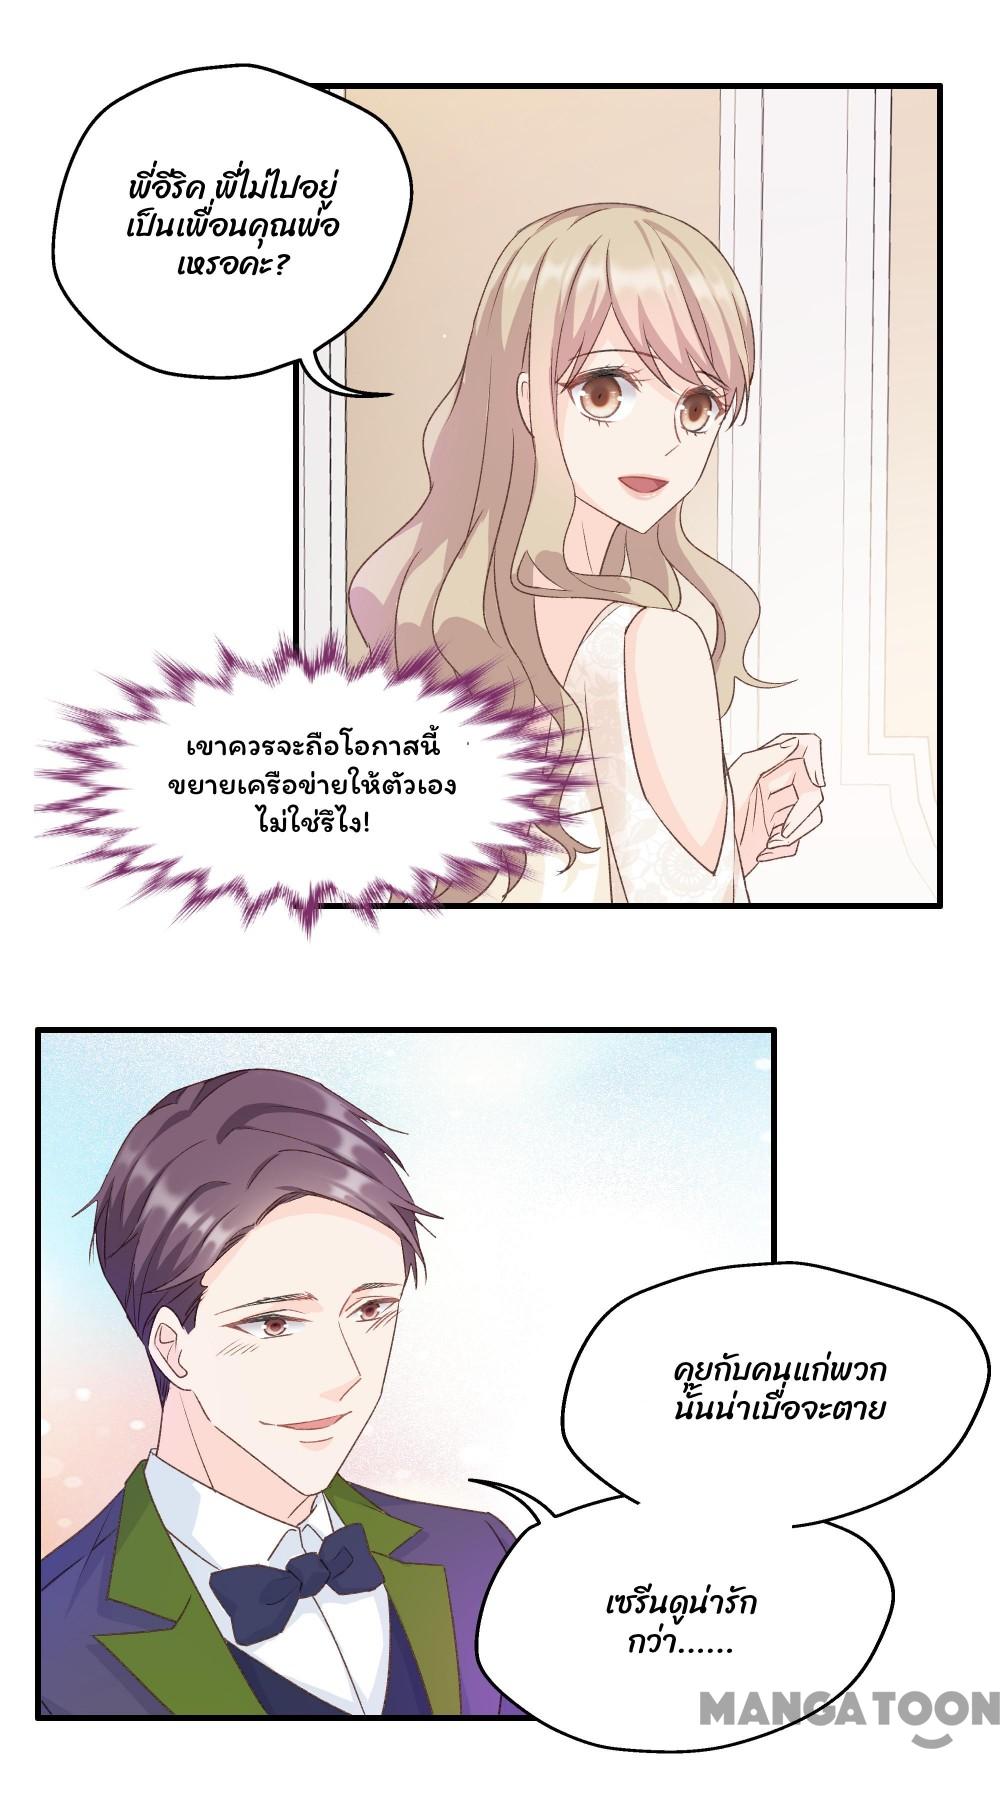 พี่อีริค พี่ไม่ไปอยู่
เป็นเพื่อนคุณพ่อ
เหรอคะ?
เขาควรจะถือโอกาสนี้
ขยายเครือข่ายให้ตัวเอง
ไม่ใช่รึไง!
คุยกับคนแก่พวก
นั้นน่าเบื่อจะตาย
เซรีนดูน่ารัก
กว่า......
MANGATOON